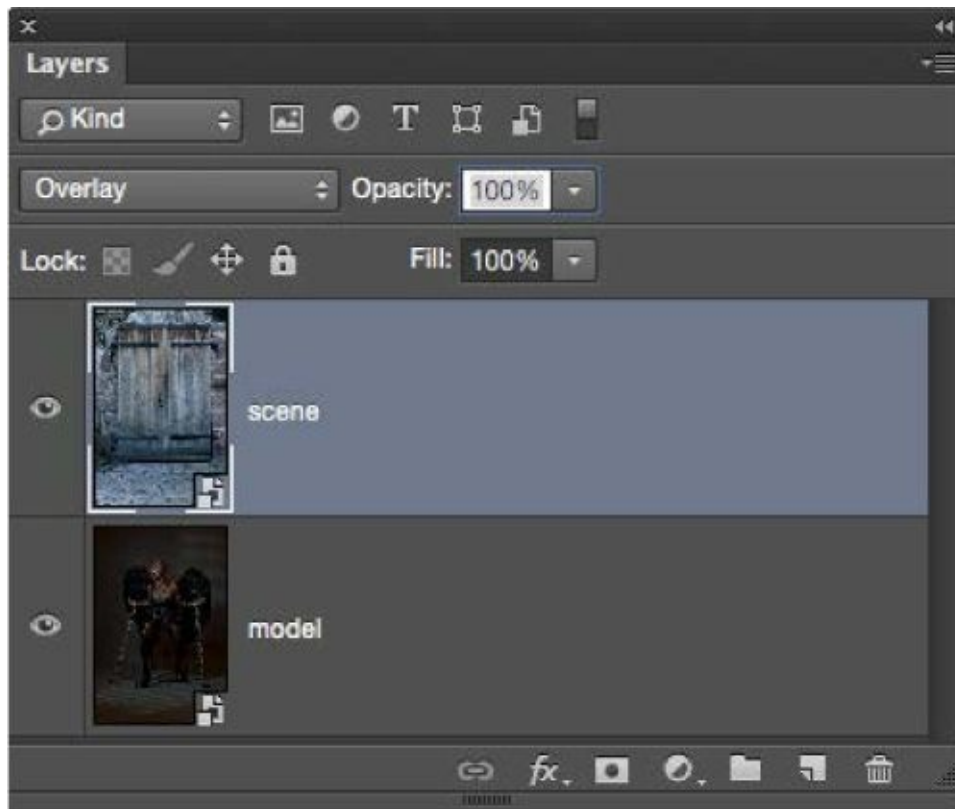 Layers
Kind
Overlay Opacity: 100%
Lock: Fill: 100%
scene
model